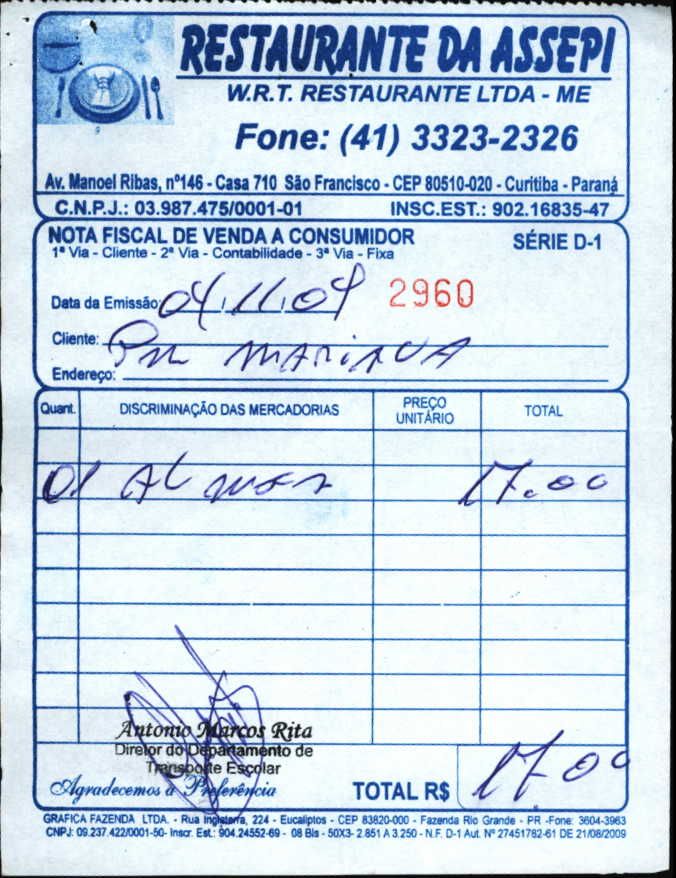 RESTAURANTE DA ASSEPI
W.R.T. RESTAURANTE LTDA - ME
Fone: (41) 3323-2326
Av. Manoel Ribas, nº146 - Casa 710 São Francisco - CEP 80510-020 - Curitiba - Paraná
C.N.P.J.: 03.987.475/0001-01 INSC.EST.: 902.16835-47
NOTA FISCAL DE VENDA A CONSUMIDOR SÉRIE D-1
1ª Via - Cliente - 2ª Via - Contabilidade - 3ª Via - Fixa
Data da Emissão: 04/11/09 2960
Cliente:
Endereço:
Quant. DISCRIMINAÇÃO DAS MERCADORIAS PREÇO UNITÁRIO TOTAL
01 17.00
Antonio Marcos Rita
Diretor do Departamento de
Transporte Escolar
Agradecemos a Preferência TOTAL R$ 17.00
GRAFICA FAZENDA LTDA. - Rua Inglaterra, 224 - Eucaliptos - CEP 83820-000 - Fazenda Rio Grande - PR -Fone: 3604-3963
CNPJ: 09.237.422/0001-50- Inscr. Est.: 904.24552-69 - 08 Bls - 50X3- 2.851 A 3.250 - N.F. D-1 Aut. Nº 27451782-61 DE 21/08/2009